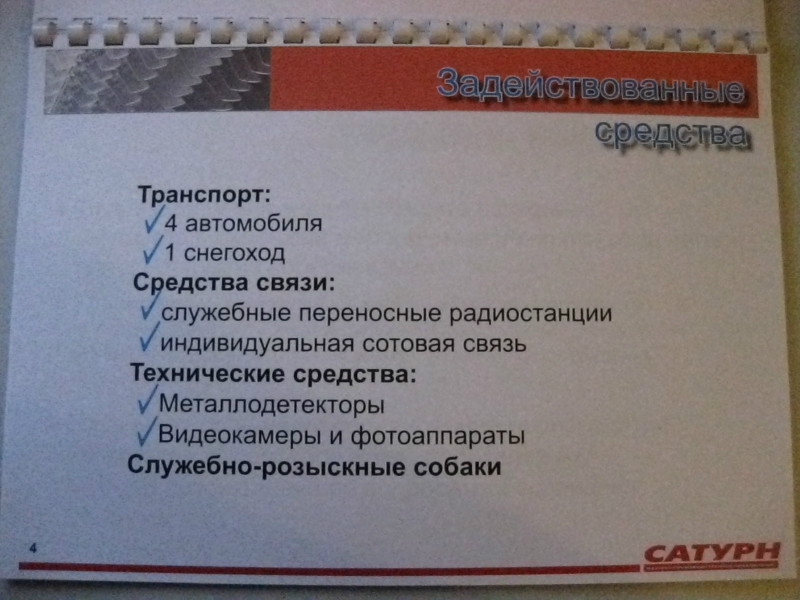 Задействованные
средства
Транспорт:
4 автомобиля
1 снегоход
Средства связи:
служебные переносные радиостанции
индивидуальная сотовая связь
Технические средства:
Металлодетекторы
Видеокамеры и фотоаппараты
Служебно-розыскные собаки
4
САТУРН